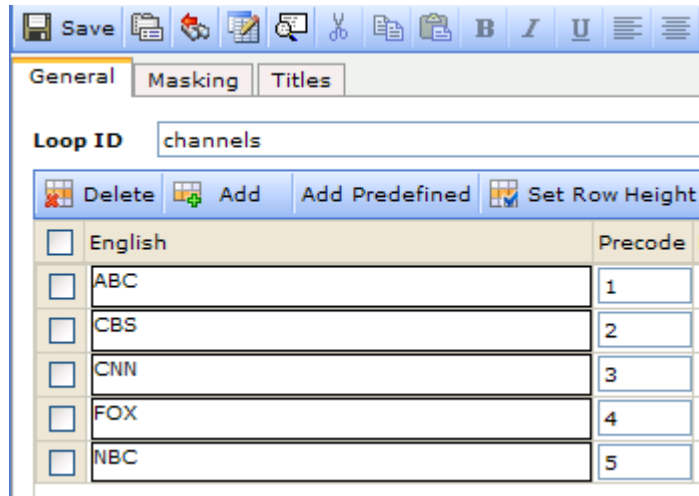 Save B I U
General Masking Titles
Loop ID channels
Delete Add Add Predefined Set Row Height
English Precode
ABC 1
CBS 2
CNN 3
FOX 4
NBC 5